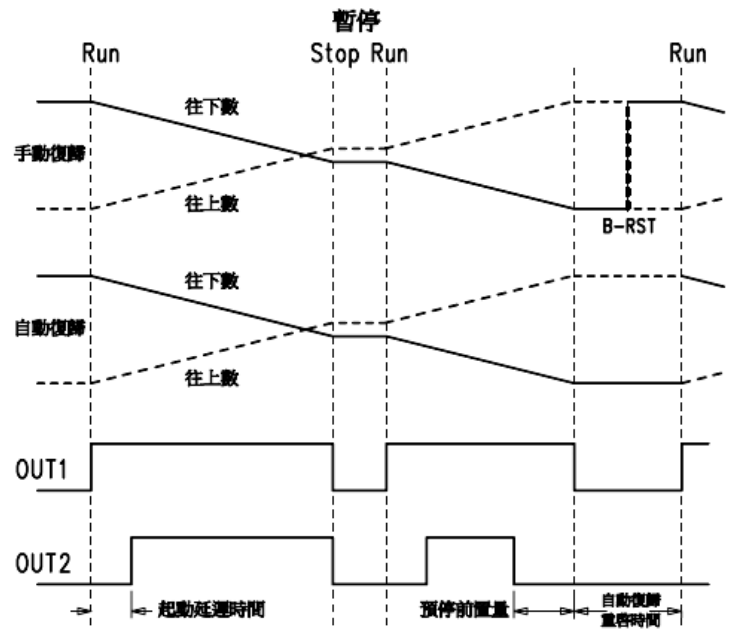 暫停
Run Stop Run Run
往下數
手動復歸
往上數
B-RST
往下數
自動復歸
往上數
OUT1
OUT2
起動延遲時間 預停前置量 自動復歸
重啓時間